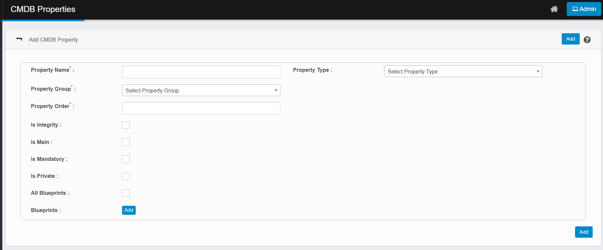 CMDB Properties
Admin
Add CMDB Property
Add
Property Name* :
Property Type :
Select Property Type
Property Group* :
Select Property Group
Property Order* :
Is Integrity :
Is Main :
Is Mandatory :
Is Private :
All Blueprints :
Blueprints :
Add
Add